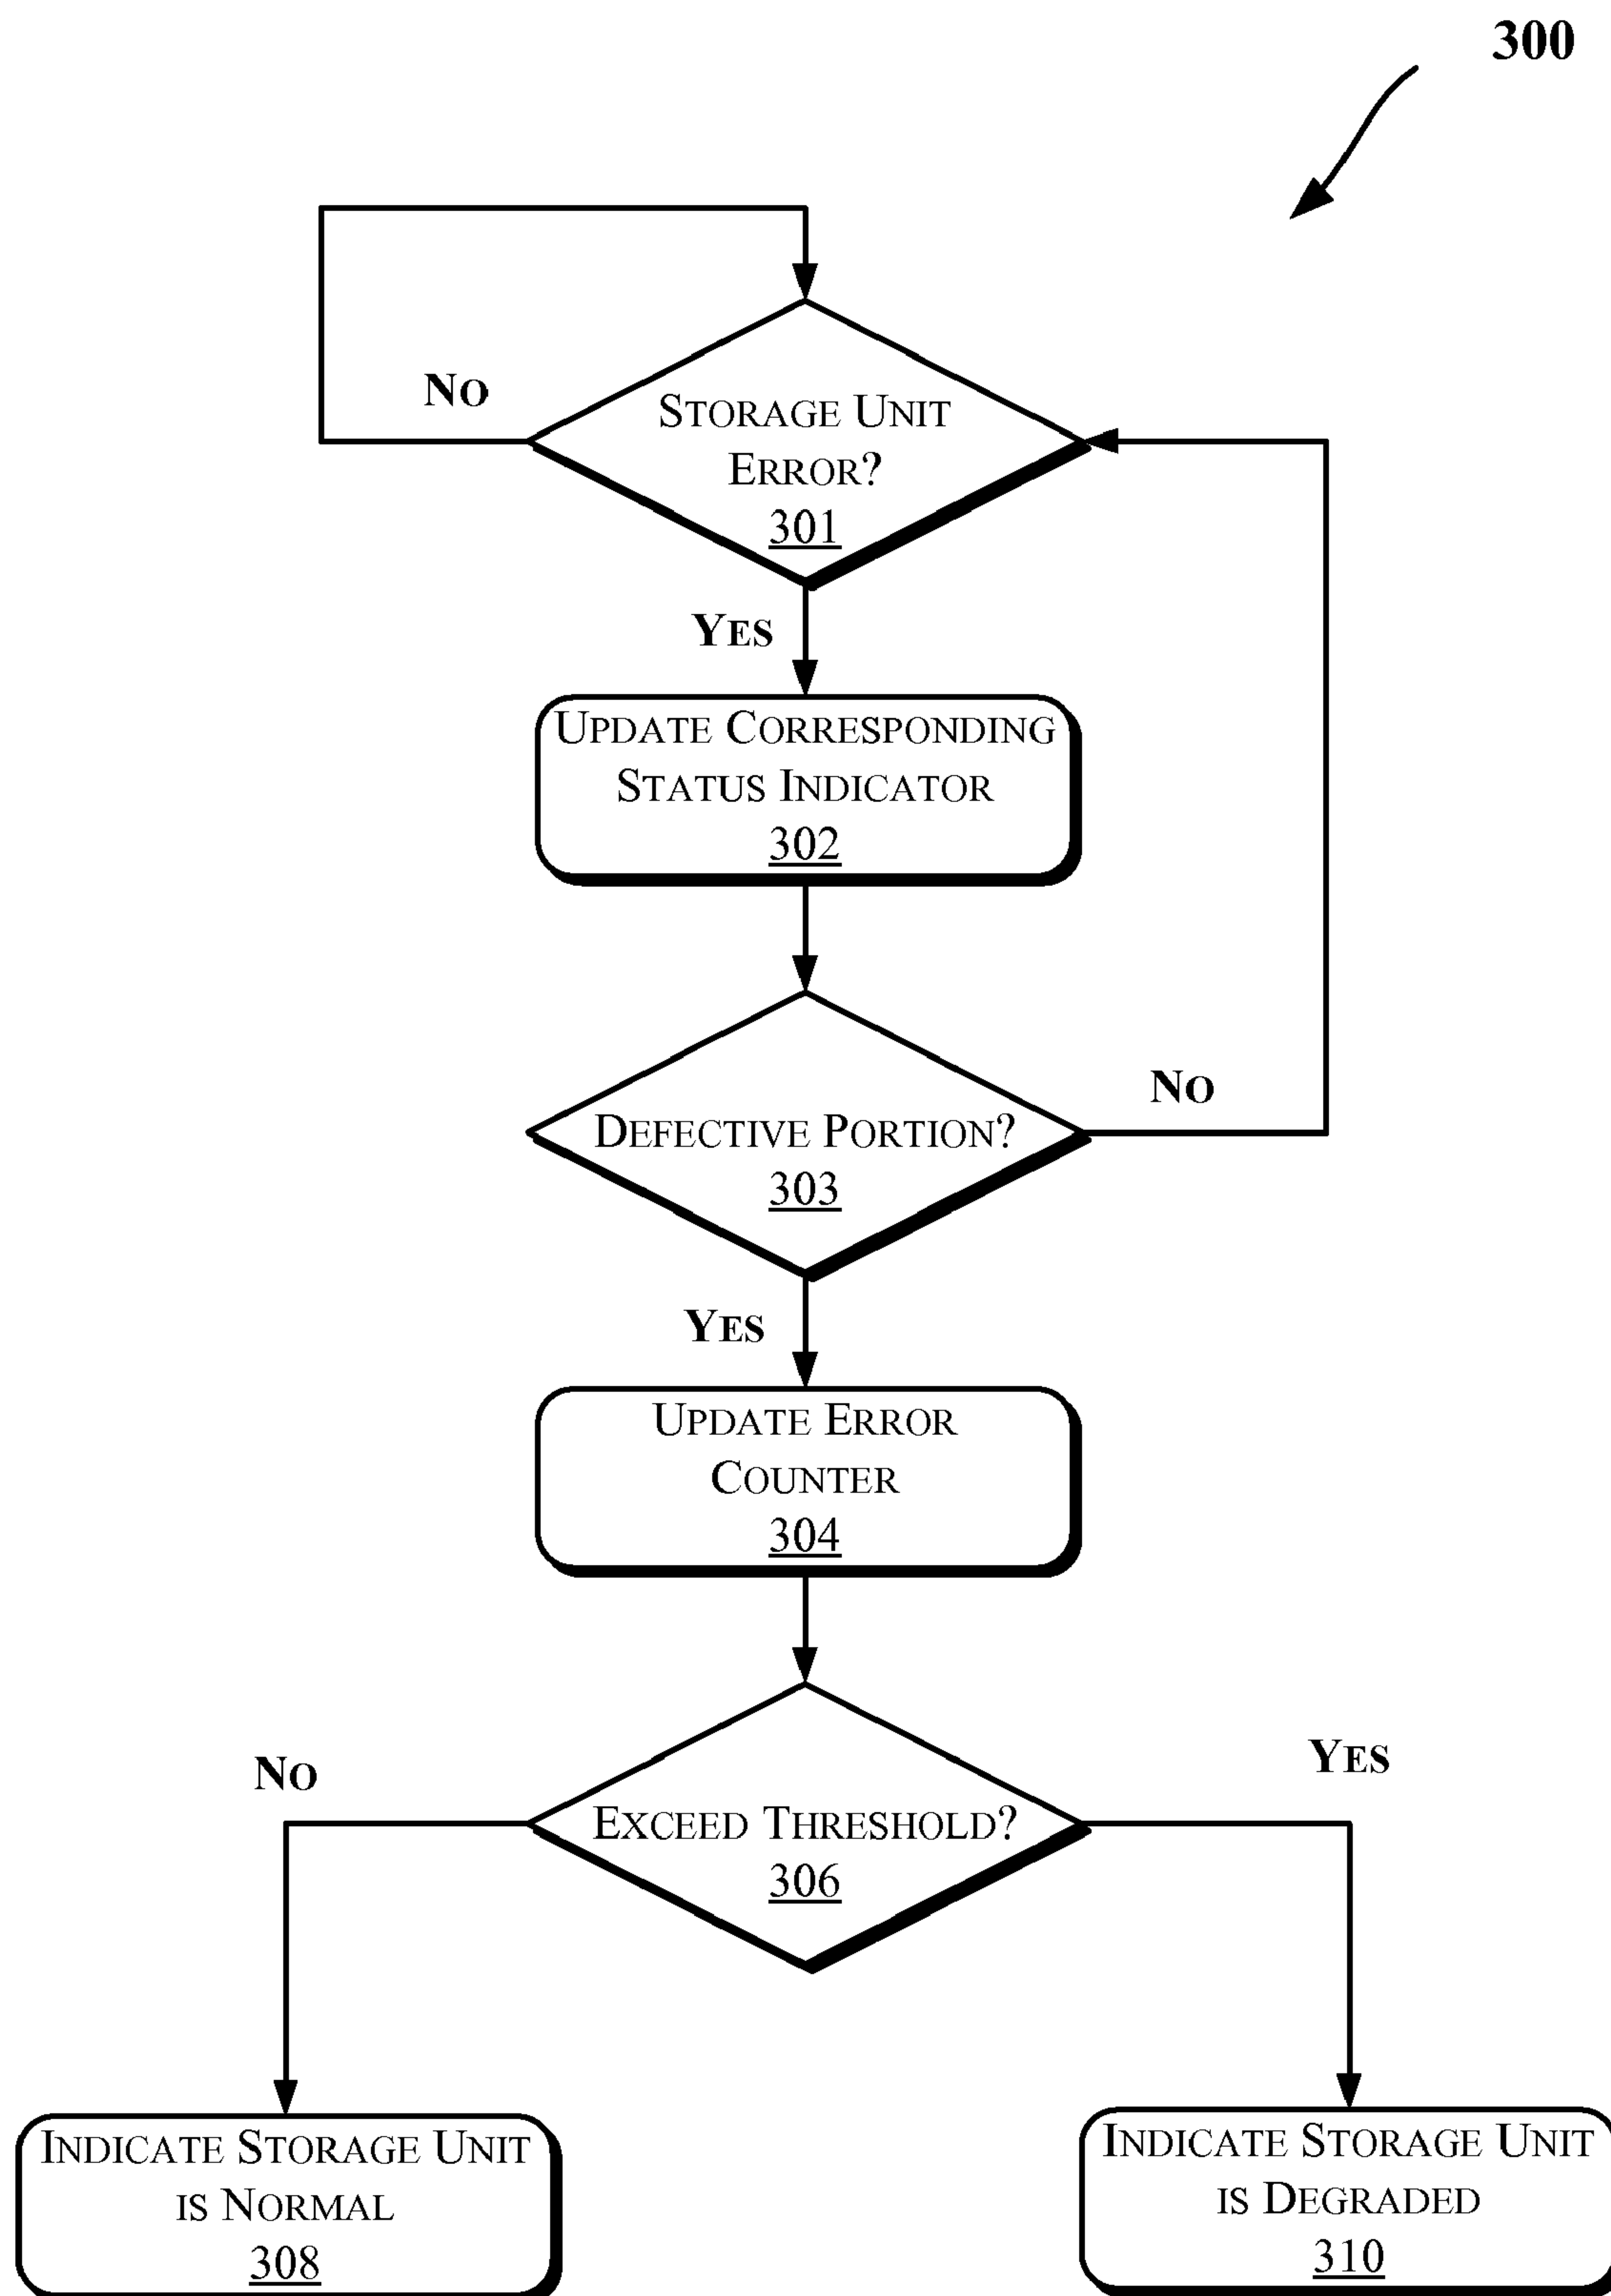 300
No
Storage Unit
Error?
301
Yes
Update Corresponding
Status Indicator
302
Defective Portion?
303
No
Yes
Update Error
Counter
304
No
Yes
Exceed Threshold?
306
Indicate Storage Unit
is Normal
308
Indicate Storage Unit
is Degraded
310